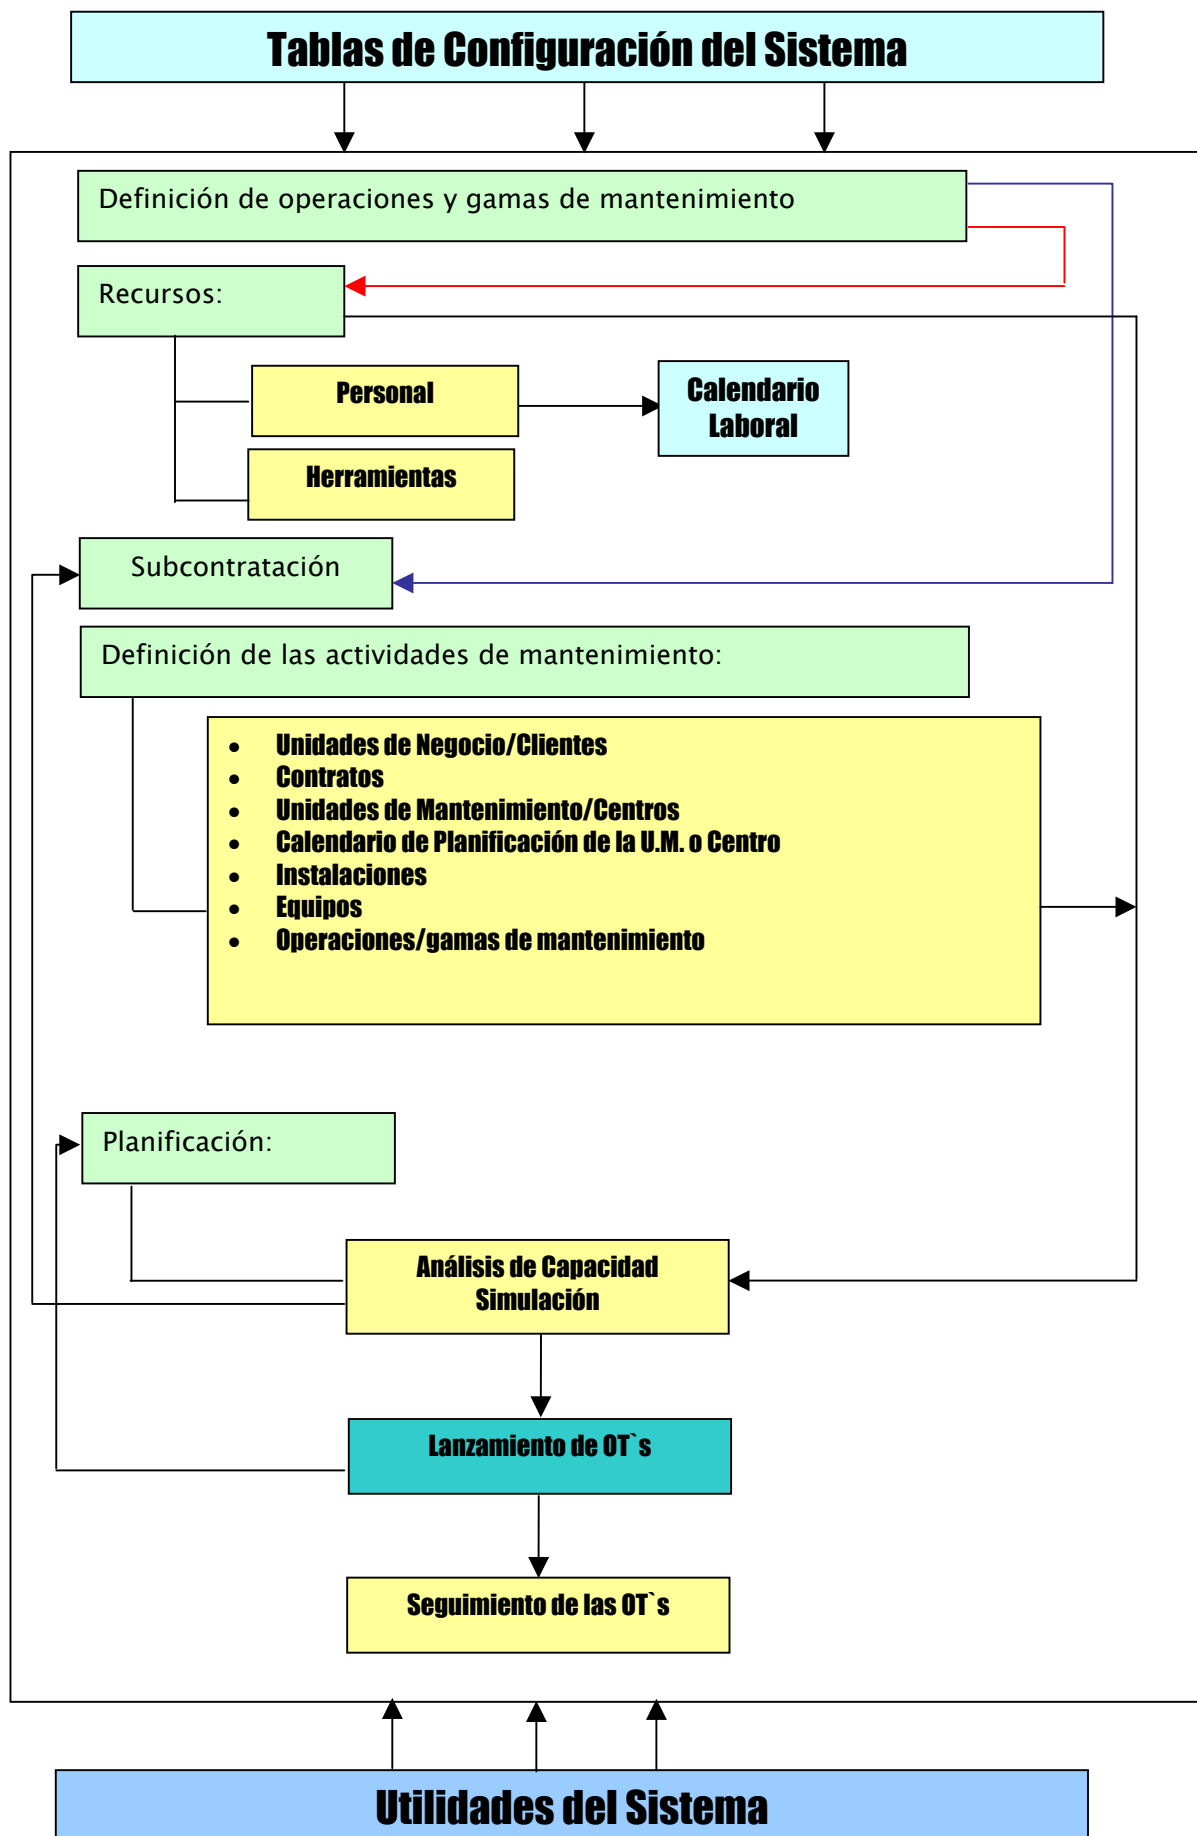 Tablas de Configuración del Sistema
Definición de operaciones y gamas de mantenimiento
Recursos:
Personal
Calendario
Laboral
Herramientas
Subcontratación
Definición de las actividades de mantenimiento:
• Unidades de Negocio/Clientes
• Contratos
• Unidades de Mantenimiento/Centros
• Calendario de Planificación de la U.M. o Centro
• Instalaciones
• Equipos
• Operaciones/gamas de mantenimiento
Planificación:
Análisis de Capacidad
Simulación
Lanzamiento de OT`s
Seguimiento de las OT`s
Utilidades del Sistema